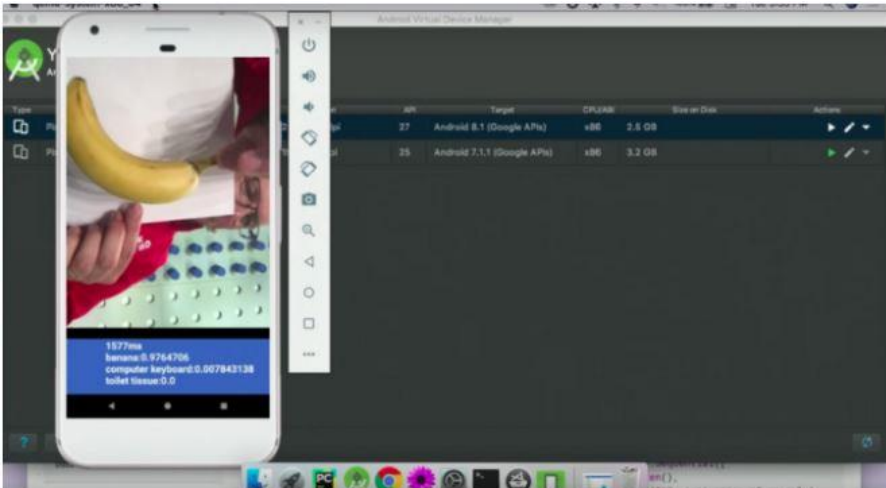 Android Virtual Device Manager
Type
API
Target
CPU/ABI
Size on Disk
Actions
27 Android 8.1 (Google APIs) x86 2.5 GB
25 Android 7.1.1 (Google APIs) x86 3.2 GB
1577ms
banana:0.9764706
computer keyboard:0.007843138
toilet tissue:0.0
PC
?